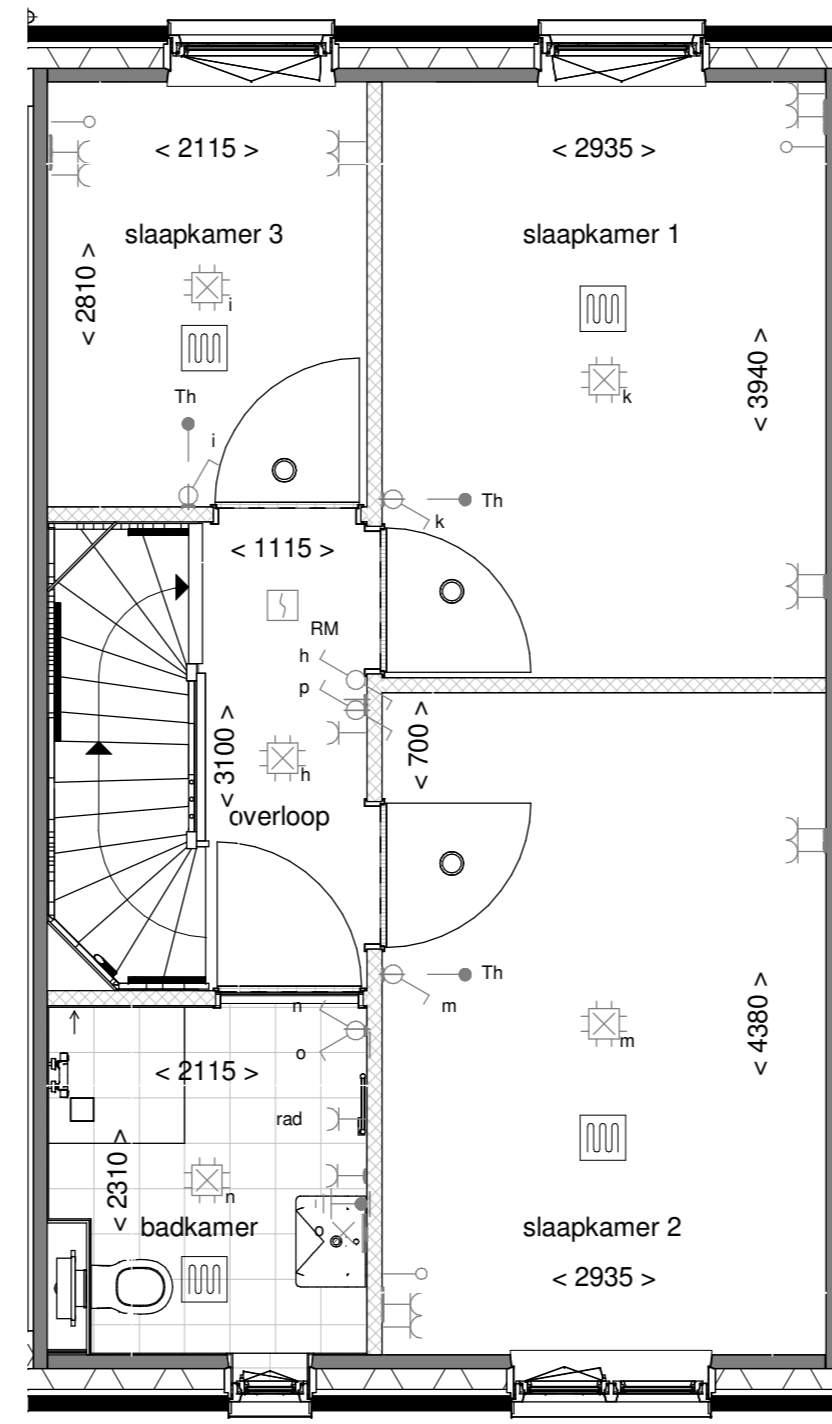 < 2115 >
< 2935 >
slaapkamer 3
slaapkamer 1
< 2810 >
i
k
< 3940 >
Th
i
Th
k
< 1115 >
RM
h
p
< 3100 >
< 700 >
h
overloop
Th
m
n
o
m
< 4380 >
< 2115 >
rad
< 2310 >
n
badkamer
o
slaapkamer 2
< 2935 >